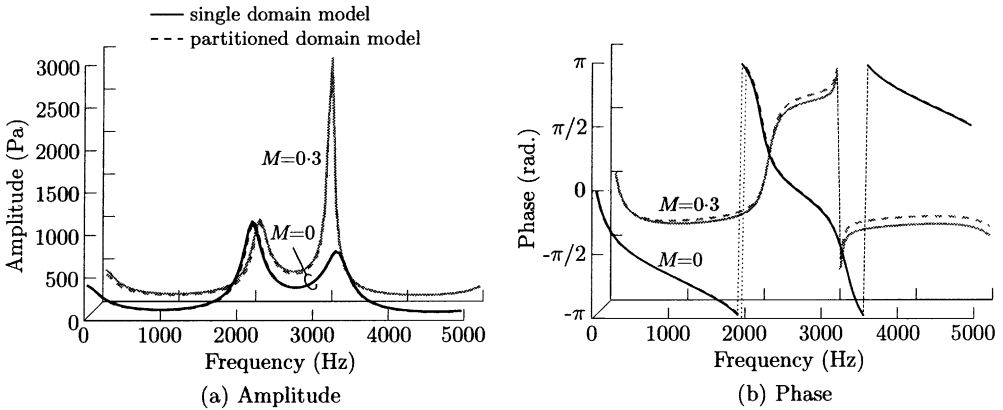 single domain model
partitioned domain model
Amplitude (Pa)
3000
2500
2000
1500
1000
500
0
M=0·3
M=0
0 1000 2000 3000 4000 5000
Frequency (Hz)
(a) Amplitude
Phase (rad.)
π
π/2
0
-π/2
-π
M=0·3
M=0
0 1000 2000 3000 4000 5000
Frequency (Hz)
(b) Phase